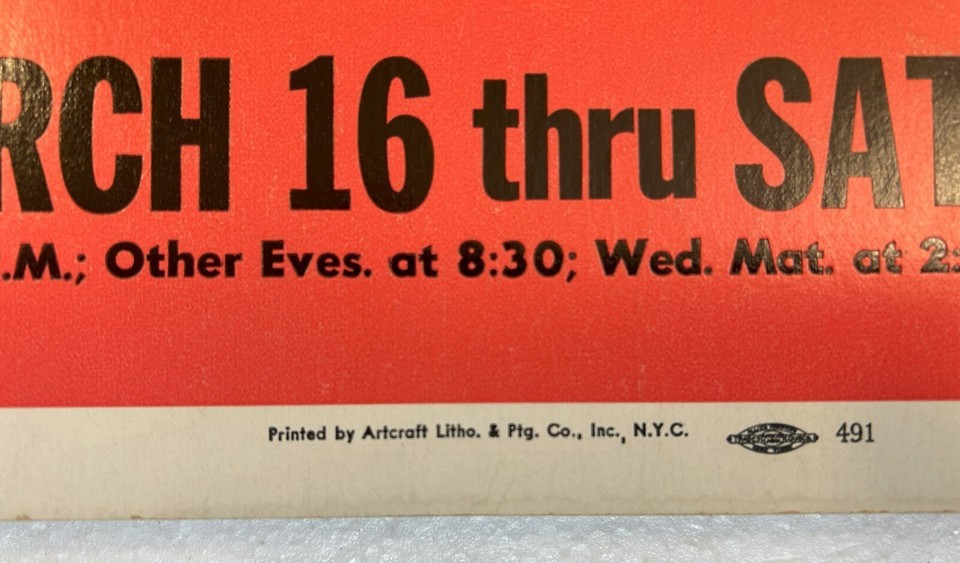 RCH 16 thru SAT
.M.; Other Eves. at 8:30; Wed. Mat. at 2:
Printed by Artcraft Litho. & Ptg. Co., Inc., N.Y.C. 491